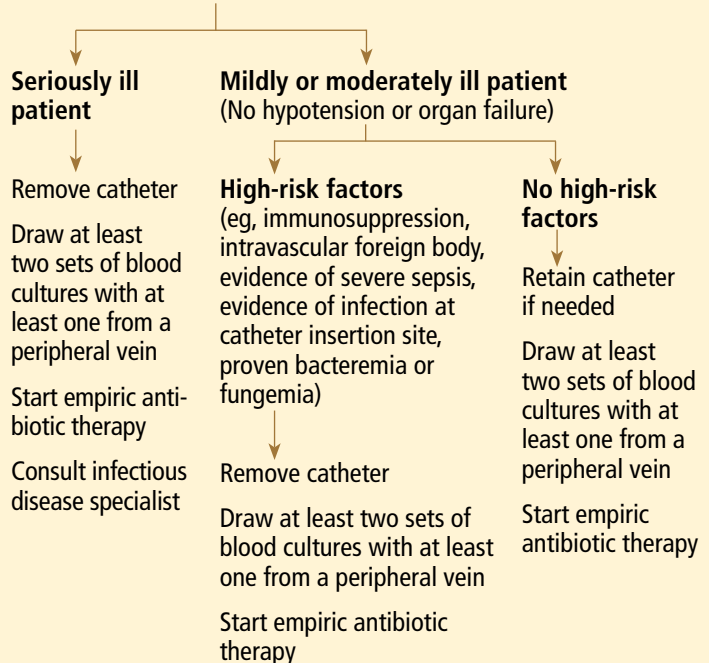 Seriously ill
patient
Remove catheter
Draw at least
two sets of blood
cultures with at
least one from a
peripheral vein
Start empiric anti-
biotic therapy
Consult infectious
disease specialist
Mildly or moderately ill patient
(No hypotension or organ failure)
High-risk factors
(eg, immunosuppression,
intravascular foreign body,
evidence of severe sepsis,
evidence of infection at
catheter insertion site,
proven bacteremia or
fungemia)
Remove catheter
Draw at least two sets of
blood cultures with at least
one from a peripheral vein
Start empiric antibiotic
therapy
No high-risk
factors
Retain catheter
if needed
Draw at least
two sets of blood
cultures with at
least one from a
peripheral vein
Start empiric
antibiotic therapy